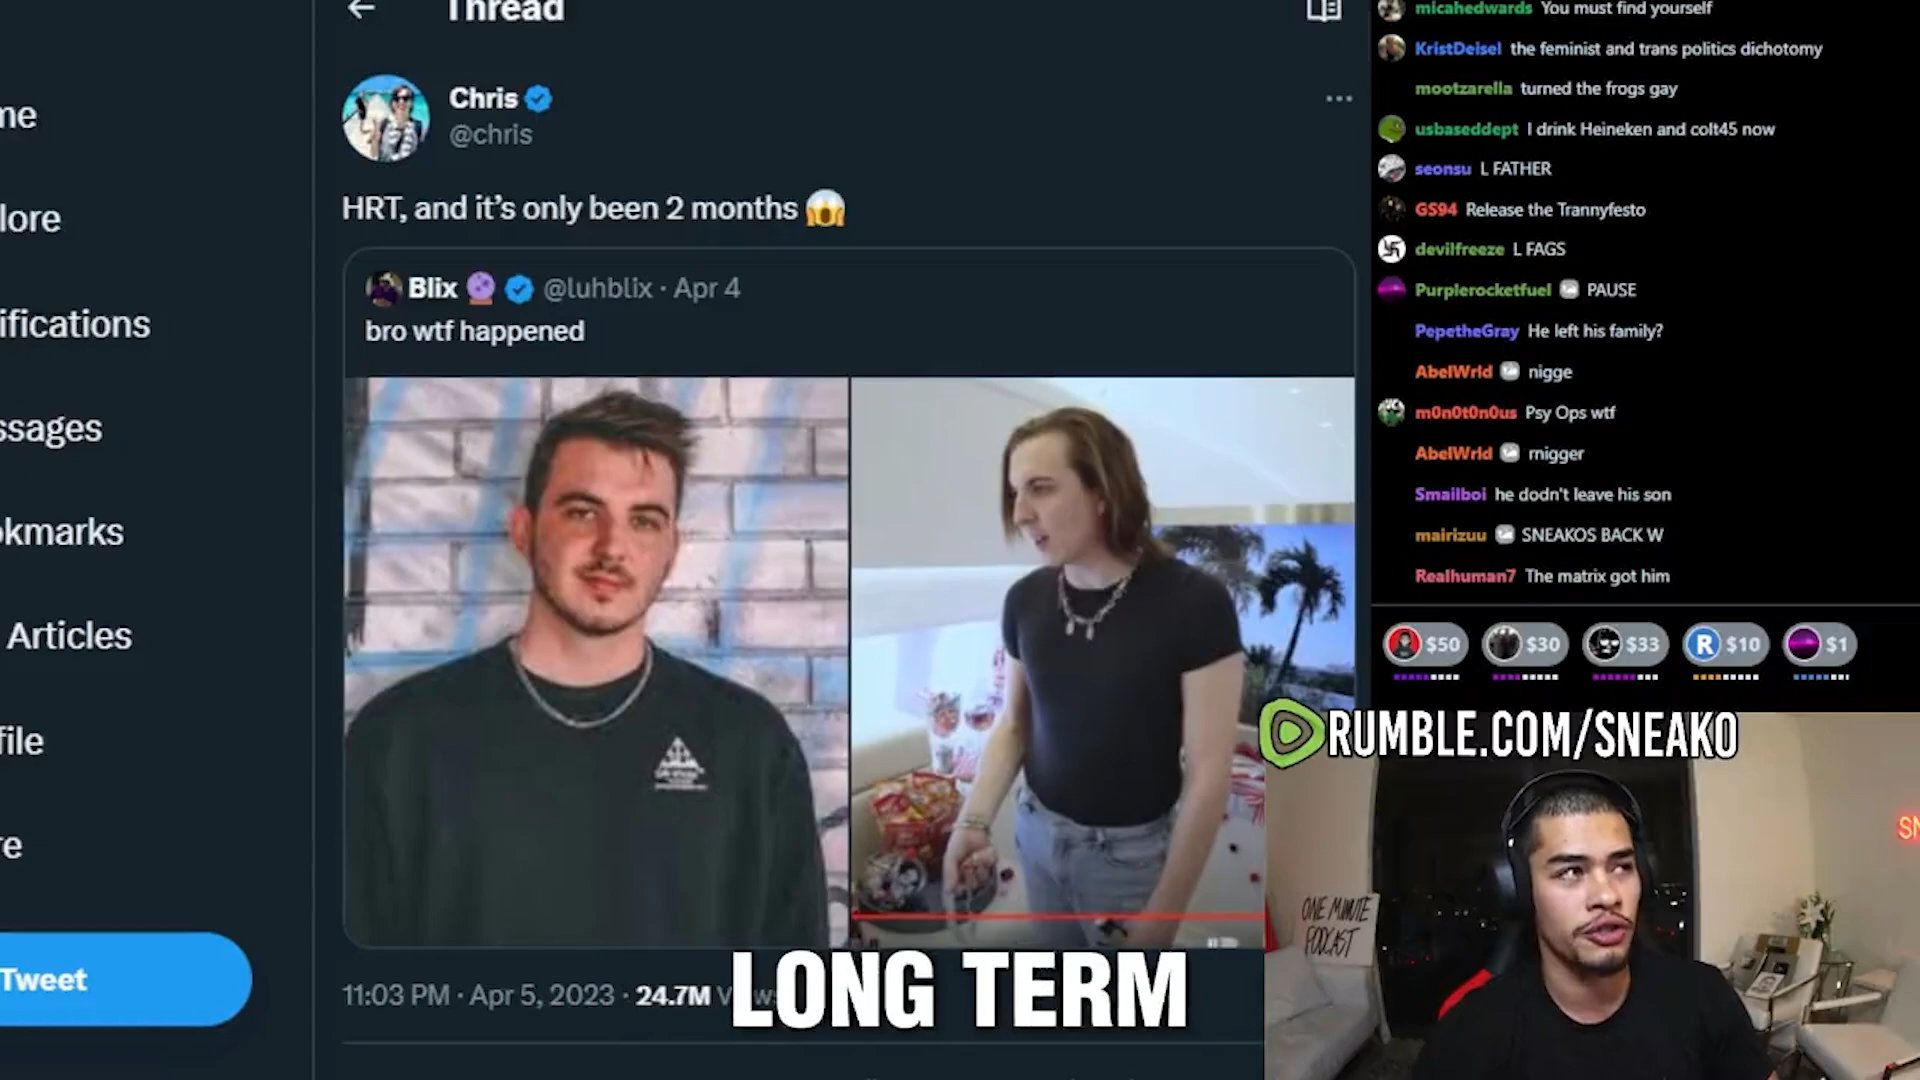 Thread
me
lore
ifications
ssages
okmarks
Articles
file
re
Tweet
Chris
@chris
HRT, and it's only been 2 months 😱
Blix 🔮 @luhblix · Apr 4
bro wtf happened
11:03 PM · Apr 5, 2023 · 24.7M
LONG TERM
micahedwards You must find yourself
KristDeisel the feminist and trans politics dichotomy
mootzarella turned the frogs gay
usbaseddept I drink Heineken and colt45 now
seonsu L FATHER
GS94 Release the Trannyfesto
devilfreeze L FAGS
Purplerocketfuel PAUSE
PepetheGray He left his family?
AbelWrld nigge
m0n0t0n0us Psy Ops wtf
AbelWrld rnigger
Smailboi he dodn't leave his son
mairizuu SNEAKOS BACK W
Realhuman7 The matrix got him
$50 $30 $33 R $10 $1
RUMBLE.COM/SNEAKO
SN
ONE MINUTE
PODCAST